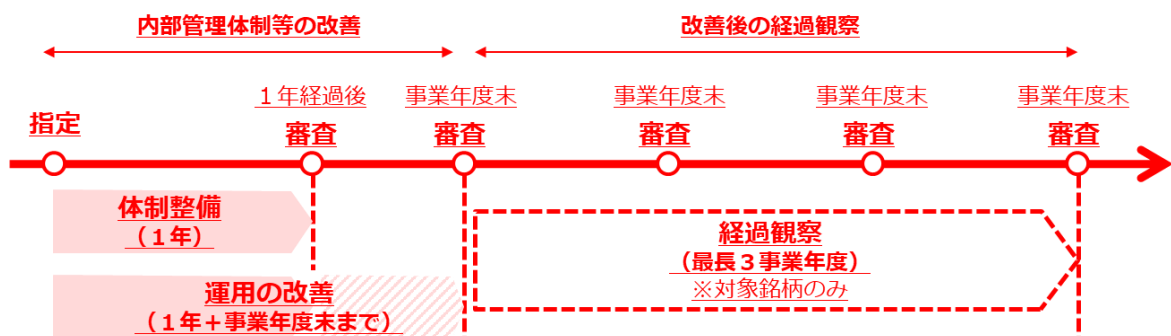 内部管理体制等の改善
改善後の経過観察
１年経過後
事業年度末
事業年度末
事業年度末
事業年度末
指定
審査
審査
審査
審査
審査
体制整備
（１年）
経過観察
（最長３事業年度）
※対象銘柄のみ
運用の改善
（１年＋事業年度末まで）